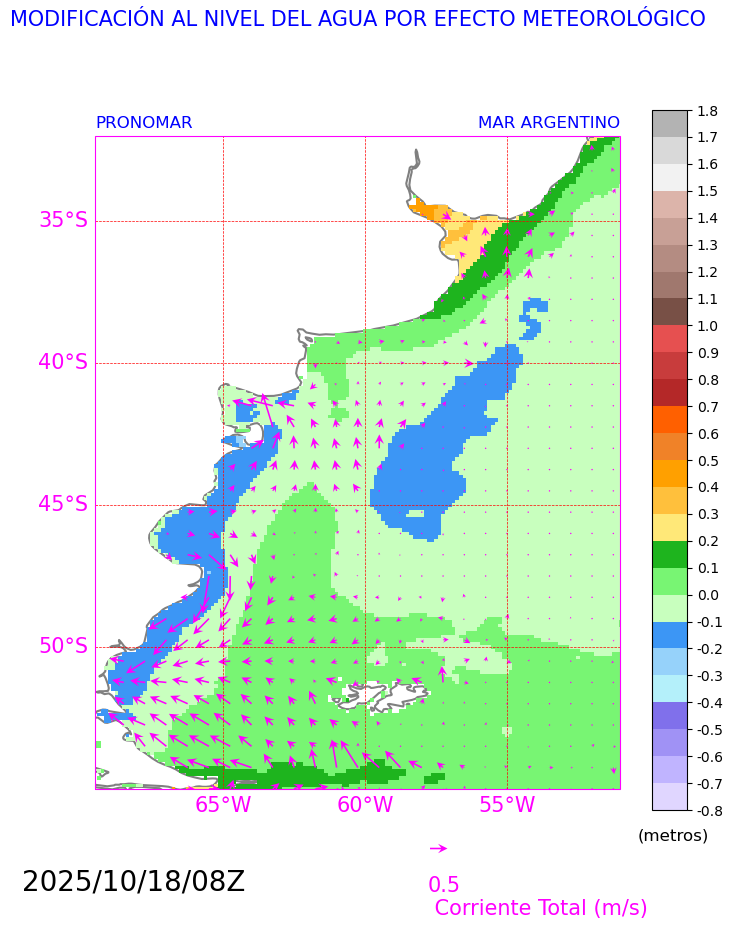 MODIFICACIÓN AL NIVEL DEL AGUA POR EFECTO METEOROLÓGICO
PRONOMAR
MAR ARGENTINO
35°S
40°S
45°S
50°S
65°W
60°W
55°W
1.8
1.7
1.6
1.5
1.4
1.3
1.2
1.1
1.0
0.9
0.8
0.7
0.6
0.5
0.4
0.3
0.2
0.1
0.0
-0.1
-0.2
-0.3
-0.4
-0.5
-0.6
-0.7
-0.8
(metros)
2025/10/18/08Z
0.5
Corriente Total (m/s)